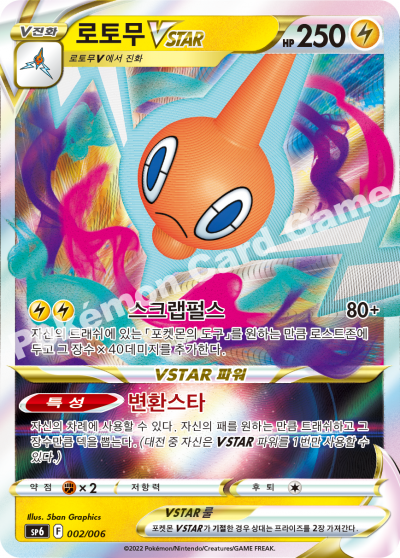 V진화
로토무 VSTAR
HP 250
로토무V에서 진화
Pokémon Card Game
스크랩펄스 80+
자신의 트래쉬에 있는 「포켓몬의 도구」를 원하는 만큼 로스트존에
두고 그 장수×40데미지를 추가한다.
VSTAR 파워
특성 변환스타
자신의 차례에 사용할 수 있다. 자신의 패를 원하는 만큼 트래쉬하고 그
장수만큼 덱을 뽑는다. (대전 중 자신은 VSTAR 파워를 1번만 사용할 수
있다.)
약점 ×2 저항력 후퇴
Illus. 5ban Graphics
VSTAR 룰
SP6 F 002/006
포켓몬 VSTAR가 기절한 경우 상대는 프라이즈를 2장 가져간다.
©2022 Pokémon/Nintendo/Creatures/GAME FREAK.